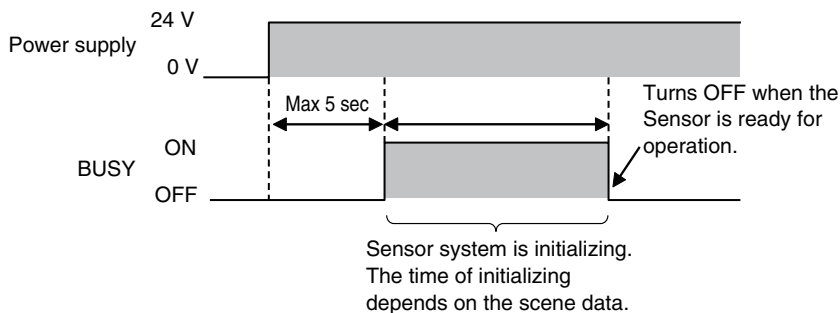 24 V
Power supply
0 V
Max 5 sec
Turns OFF when the
Sensor is ready for
operation.
ON
BUSY
OFF
Sensor system is initializing.
The time of initializing
depends on the scene data.